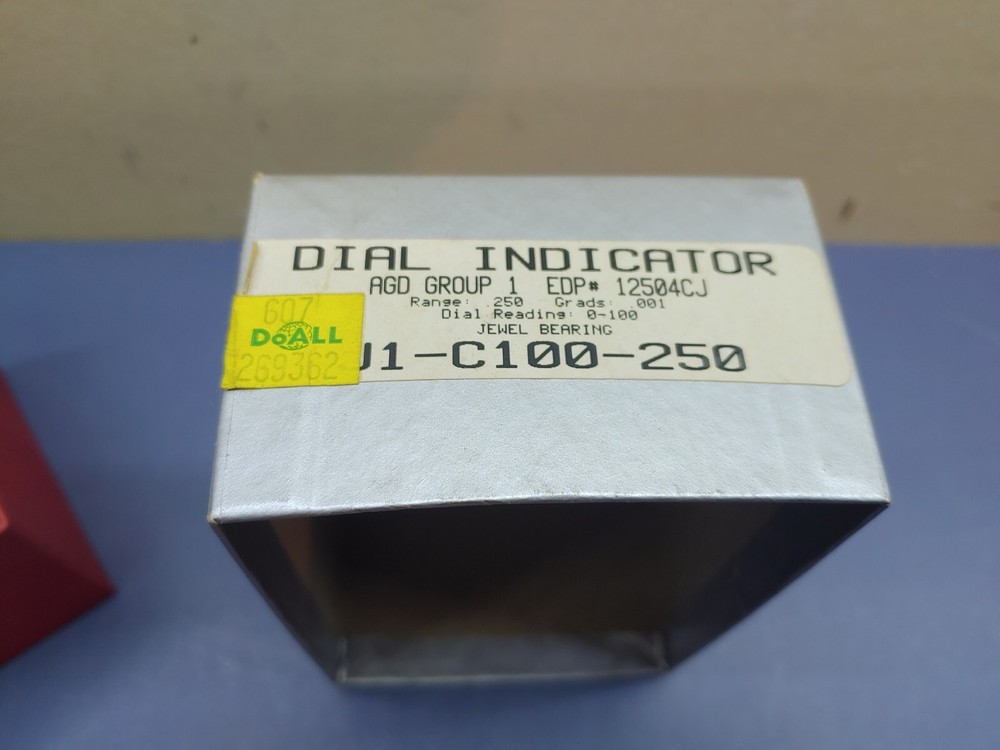 DIAL INDICATOR
AGD GROUP 1 EDP# 12504CJ
Range: .250 Grads: .001
Dial Reading: 0-100
JEWEL BEARING
J1-C100-250
607
DoALL
269362